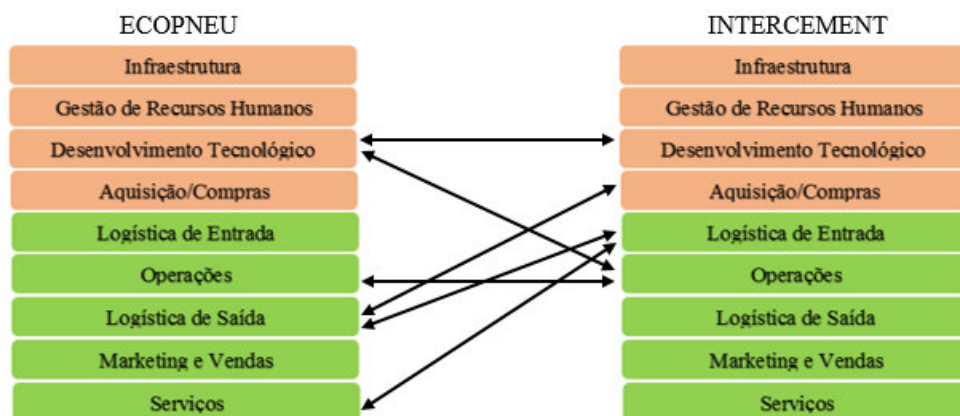 ECOPNEU
Infraestrutura
Gestão de Recursos Humanos
Desenvolvimento Tecnológico
Aquisição/Compras
Logística de Entrada
Operações
Logística de Saída
Marketing e Vendas
Serviços
INTERCEMENT
Infraestrutura
Gestão de Recursos Humanos
Desenvolvimento Tecnológico
Aquisição/Compras
Logística de Entrada
Operações
Logística de Saída
Marketing e Vendas
Serviços